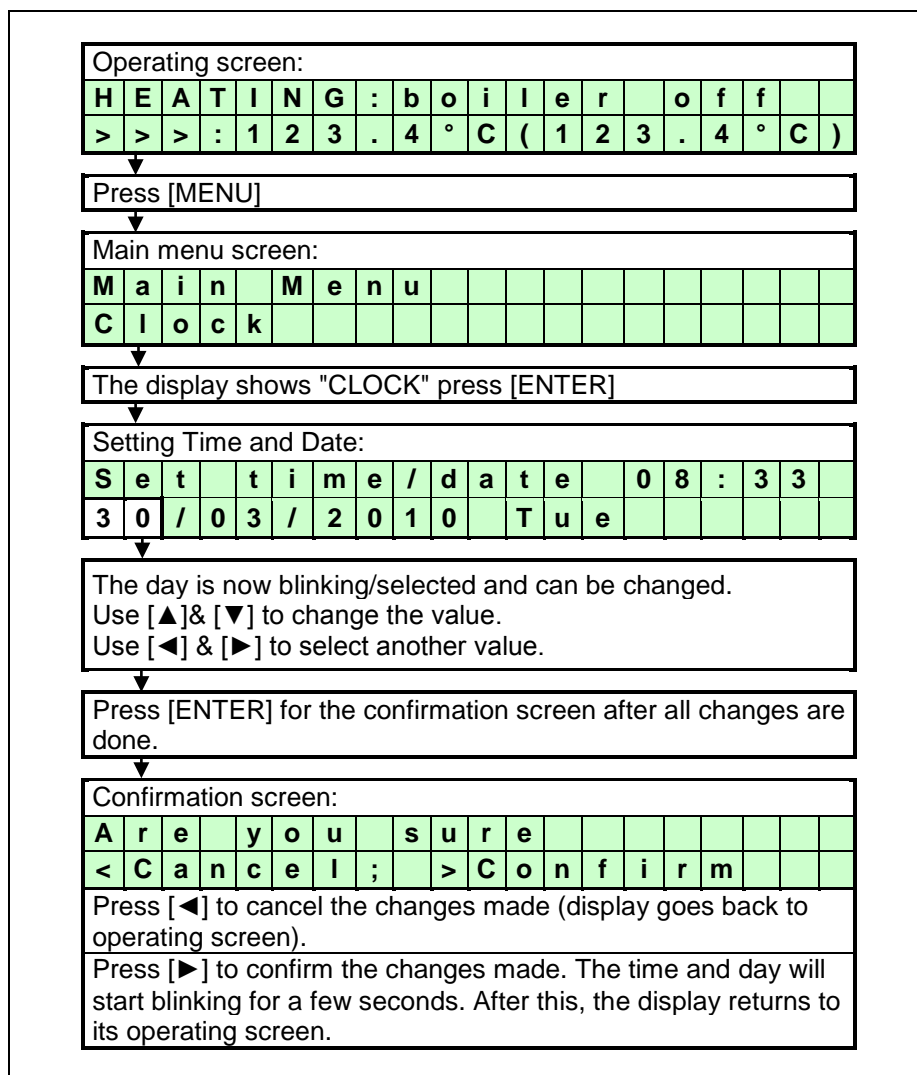 Operating screen:
HEATING:boiler off
>>>:123.4°C(123.4°C)
Press [MENU]
Main menu screen:
Main Menu
Clock
The display shows "CLOCK" press [ENTER]
Setting Time and Date:
Set time/date 08:33
30/03/2010 Tue
The day is now blinking/selected and can be changed.
Use [▲]& [▼] to change the value.
Use [◄] & [►] to select another value.
Press [ENTER] for the confirmation screen after all changes are
done.
Confirmation screen:
Are you sure
<Cancel; >Confirm
Press [◄] to cancel the changes made (display goes back to
operating screen).
Press [►] to confirm the changes made. The time and day will
start blinking for a few seconds. After this, the display returns to
its operating screen.